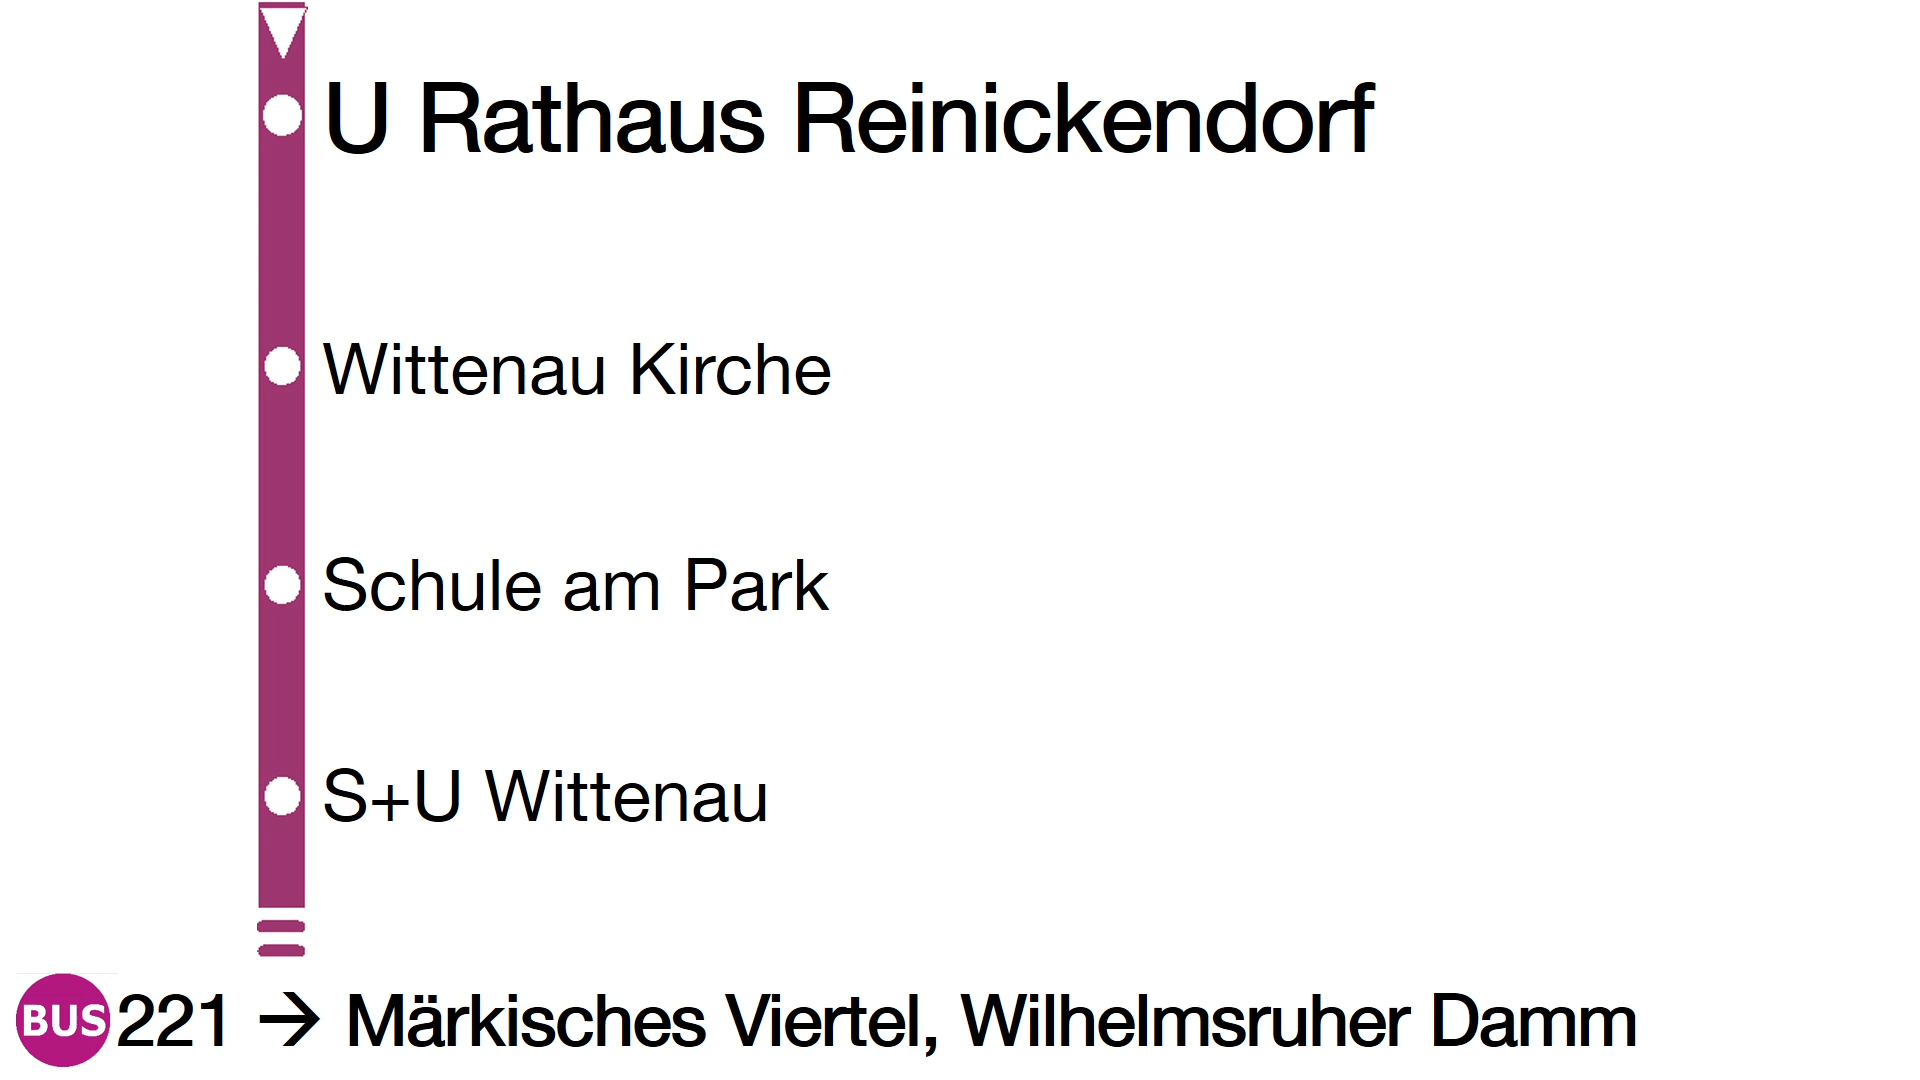 U Rathaus Reinickendorf
Wittenau Kirche
Schule am Park
S+U Wittenau
BUS 221 → Märkisches Viertel, Wilhelmsruher Damm